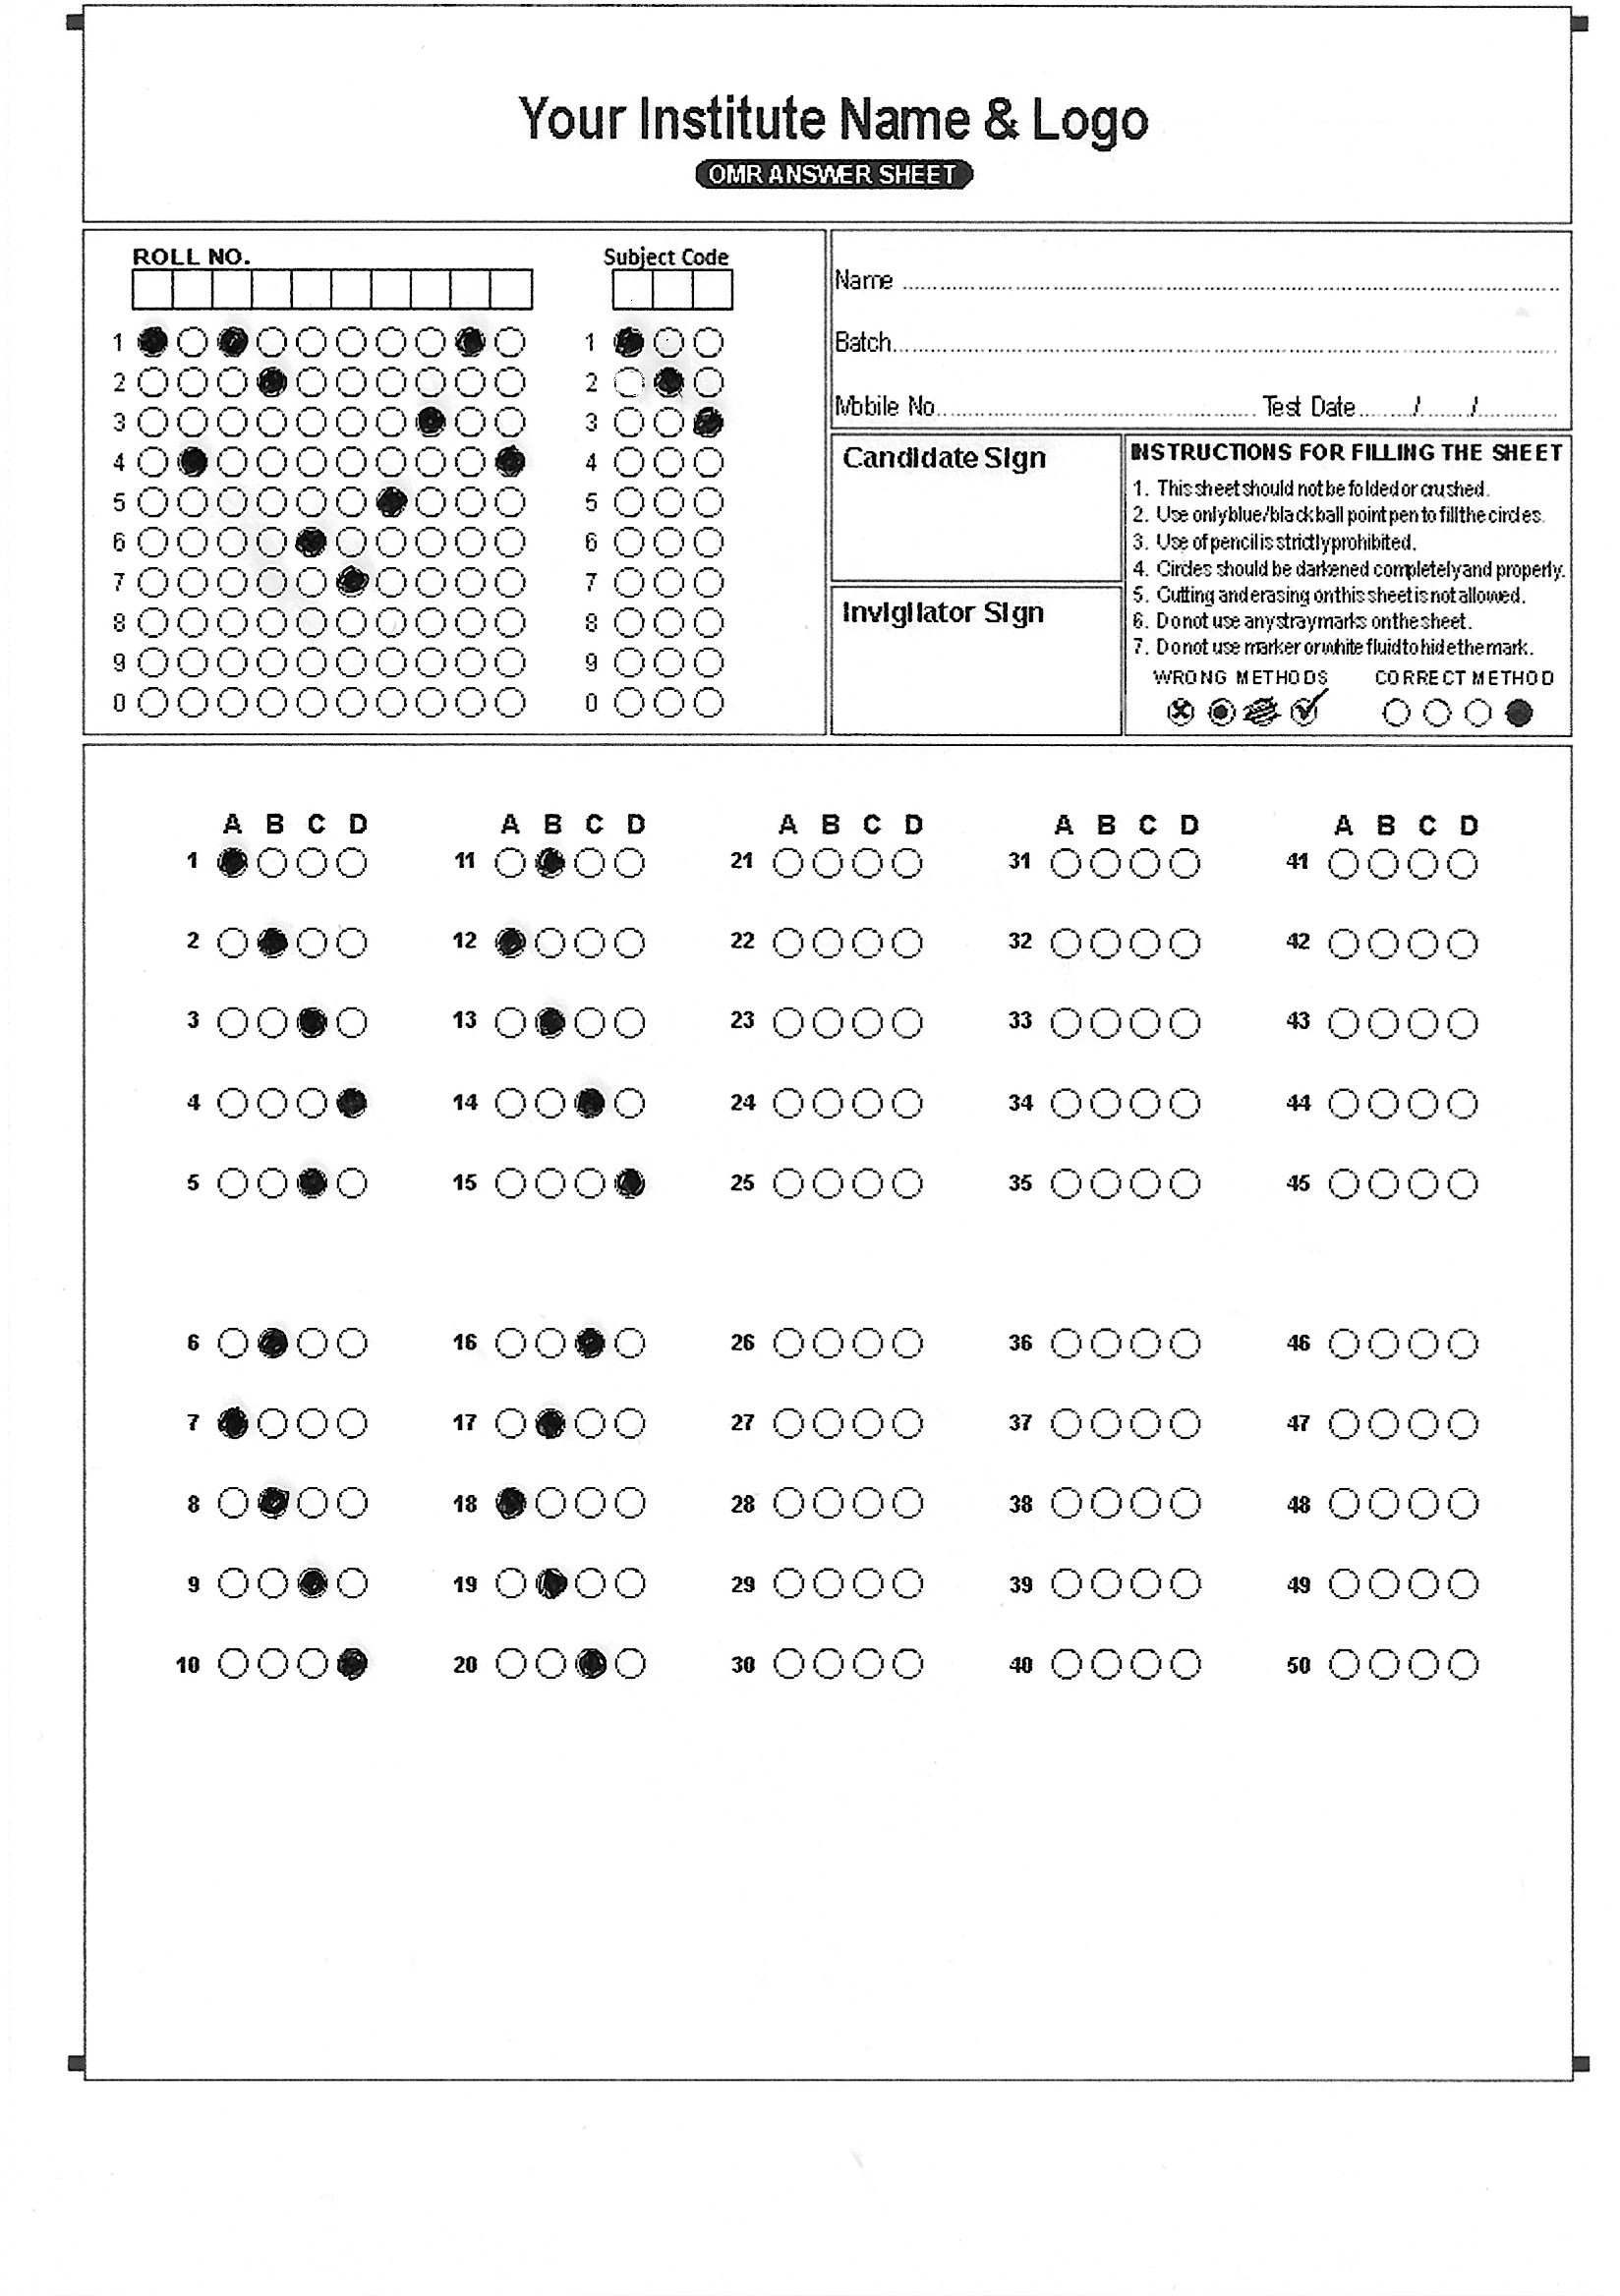 Your Institute Name & Logo
OMR ANSWER SHEET
ROLL NO.
Subject Code
1 1
2 2
3 3
4 4
5 5
6 6
7 7
8 8
9 9
0 0
Name
Batch
Mobile No. Test Date / /
Candidate Sign
Invigilator Sign
INSTRUCTIONS FOR FILLING THE SHEET
1. This sheet should not be folded or crushed.
2. Use only blue/black ball point pen to fill the circles.
3. Use of pencil is strictly prohibited.
4. Circles should be darkened completely and properly.
5. Cutting and erasing on this sheet is not allowed.
6. Do not use any stray marks on the sheet.
7. Do not use marker or white fluid to hide the mark.
WRONG METHODS CORRECT METHOD
A B C D A B C D A B C D A B C D A B C D
1 11 21 31 41
2 12 22 32 42
3 13 23 33 43
4 14 24 34 44
5 15 25 35 45
6 16 26 36 46
7 17 27 37 47
8 18 28 38 48
9 19 29 39 49
10 20 30 40 50